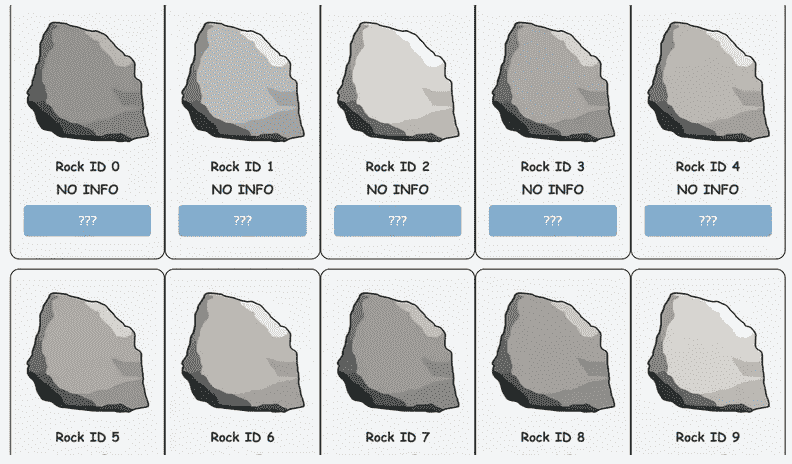 Rock ID 0 Rock ID 1 Rock ID 2 Rock ID 3 Rock ID 4
NO INFO NO INFO NO INFO NO INFO NO INFO
??? ??? ??? ??? ???
Rock ID 5 Rock ID 6 Rock ID 7 Rock ID 8 Rock ID 9